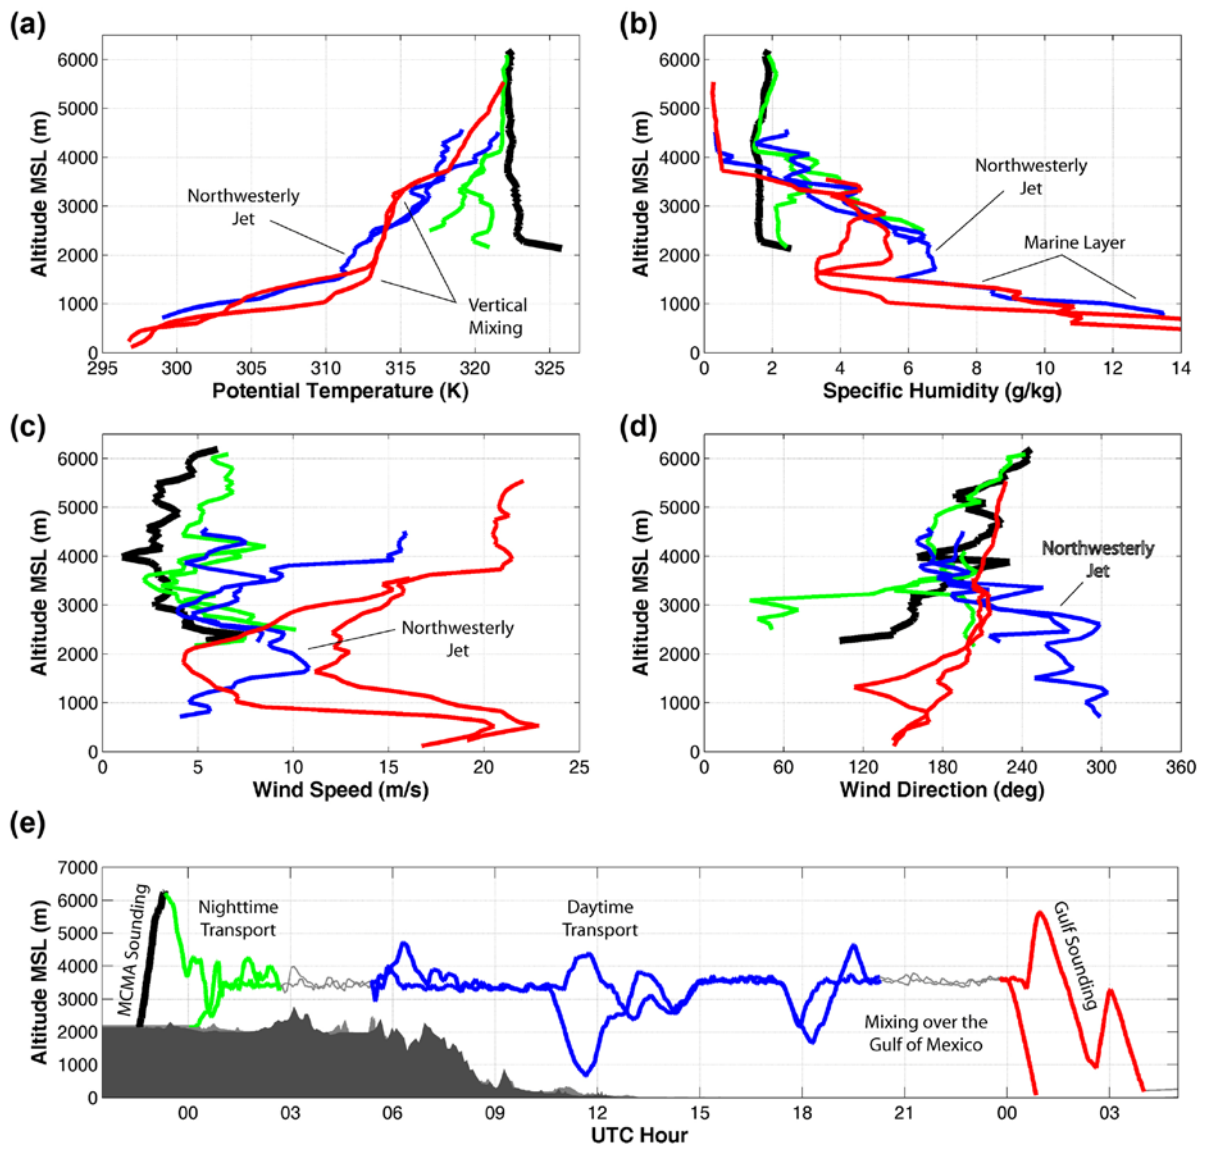 (a)
6000
5000
4000
3000
2000
1000
0
Altitude MSL (m)
Northwesterly
Jet
Vertical
Mixing
295 300 305 310 315 320 325
Potential Temperature (K)
(b)
6000
5000
4000
3000
2000
1000
0
Altitude MSL (m)
Northwesterly
Jet
Marine Layer
0 2 4 6 8 10 12 14
Specific Humidity (g/kg)
(c)
6000
5000
4000
3000
2000
1000
0
Altitude MSL (m)
Northwesterly
Jet
0 5 10 15 20 25
Wind Speed (m/s)
(d)
6000
5000
4000
3000
2000
1000
0
Altitude MSL (m)
Northwesterly
Jet
0 60 120 180 240 300 360
Wind Direction (deg)
(e)
7000
6000
5000
4000
3000
2000
1000
0
Altitude MSL (m)
MCMA Sounding
Nighttime
Transport
Daytime
Transport
Mixing over the
Gulf of Mexico
Gulf Sounding
00 03 06 09 12 15 18 21 00 03
UTC Hour